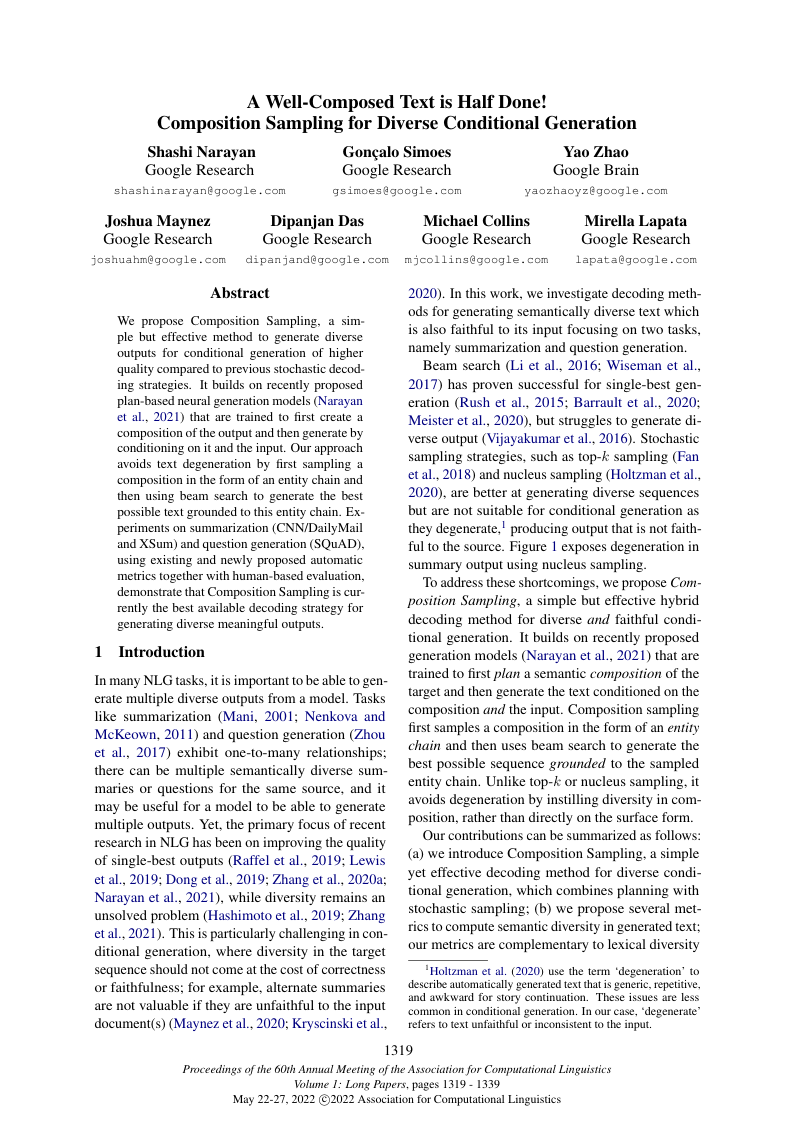 A Well-Composed Text is Half Done!
Composition Sampling for Diverse Conditional Generation
Shashi Narayan
Google Research
shashinarayan@google.com
Gonçalo Simoes
Google Research
gsimoes@google.com
Yao Zhao
Google Brain
yaozhaoyz@google.com
Joshua Maynez
Google Research
joshuahm@google.com
Dipanjan Das
Google Research
dipanjand@google.com
Michael Collins
Google Research
mjcollins@google.com
Mirella Lapata
Google Research
lapata@google.com
Abstract
We propose Composition Sampling, a sim-
ple but effective method to generate diverse
outputs for conditional generation of higher
quality compared to previous stochastic decod-
ing strategies. It builds on recently proposed
plan-based neural generation models (Narayan
et al., 2021) that are trained to first create a
composition of the output and then generate by
conditioning on it and the input. Our approach
avoids text degeneration by first sampling a
composition in the form of an entity chain and
then using beam search to generate the best
possible text grounded to this entity chain. Ex-
periments on summarization (CNN/DailyMail
and XSum) and question generation (SQuAD),
using existing and newly proposed automatic
metrics together with human-based evaluation,
demonstrate that Composition Sampling is cur-
rently the best available decoding strategy for
generating diverse meaningful outputs.
1 Introduction
In many NLG tasks, it is important to be able to gen-
erate multiple diverse outputs from a model. Tasks
like summarization (Mani, 2001; Nenkova and
McKeown, 2011) and question generation (Zhou
et al., 2017) exhibit one-to-many relationships;
there can be multiple semantically diverse sum-
maries or questions for the same source, and it
may be useful for a model to be able to generate
multiple outputs. Yet, the primary focus of recent
research in NLG has been on improving the quality
of single-best outputs (Raffel et al., 2019; Lewis
et al., 2019; Dong et al., 2019; Zhang et al., 2020a;
Narayan et al., 2021), while diversity remains an
unsolved problem (Hashimoto et al., 2019; Zhang
et al., 2021). This is particularly challenging in con-
ditional generation, where diversity in the target
sequence should not come at the cost of correctness
or faithfulness; for example, alternate summaries
are not valuable if they are unfaithful to the input
document(s) (Maynez et al., 2020; Kryscinski et al.,
2020). In this work, we investigate decoding meth-
ods for generating semantically diverse text which
is also faithful to its input focusing on two tasks,
namely summarization and question generation.
Beam search (Li et al., 2016; Wiseman et al.,
2017) has proven successful for single-best gen-
eration (Rush et al., 2015; Barrault et al., 2020;
Meister et al., 2020), but struggles to generate di-
verse output (Vijayakumar et al., 2016). Stochastic
sampling strategies, such as top-k sampling (Fan
et al., 2018) and nucleus sampling (Holtzman et al.,
2020), are better at generating diverse sequences
but are not suitable for conditional generation as
they degenerate,1 producing output that is not faith-
ful to the source. Figure 1 exposes degeneration in
summary output using nucleus sampling.
To address these shortcomings, we propose Com-
position Sampling, a simple but effective hybrid
decoding method for diverse and faithful condi-
tional generation. It builds on recently proposed
generation models (Narayan et al., 2021) that are
trained to first plan a semantic composition of the
target and then generate the text conditioned on the
composition and the input. Composition sampling
first samples a composition in the form of an entity
chain and then uses beam search to generate the
best possible sequence grounded to the sampled
entity chain. Unlike top-k or nucleus sampling, it
avoids degeneration by instilling diversity in com-
position, rather than directly on the surface form.
Our contributions can be summarized as follows:
(a) we introduce Composition Sampling, a simple
yet effective decoding method for diverse condi-
tional generation, which combines planning with
stochastic sampling; (b) we propose several met-
rics to compute semantic diversity in generated text;
our metrics are complementary to lexical diversity
1Holtzman et al. (2020) use the term ‘degeneration’ to
describe automatically generated text that is generic, repetitive,
and awkward for story continuation. These issues are less
common in conditional generation. In our case, ‘degenerate’
refers to text unfaithful or inconsistent to the input.
1319
Proceedings of the 60th Annual Meeting of the Association for Computational Linguistics
Volume 1: Long Papers, pages 1319 - 1339
May 22-27, 2022 ©2022 Association for Computational Linguistics